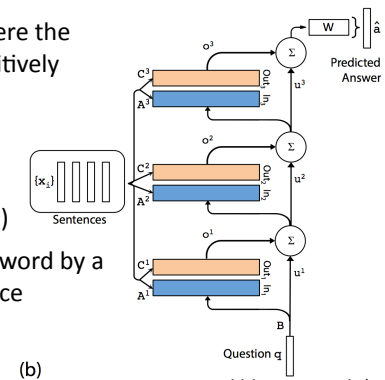 ere the
itively
)
word by a
ce
(b)
W
â
Predicted
Answer
Σ
o³
u³
C³
A³
Out₃
In₃
Σ
o²
u²
C²
A²
Out₂
In₂
{xᵢ}
Sentences
Σ
o¹
u¹
C¹
A¹
Out₁
In₁
B
Question q